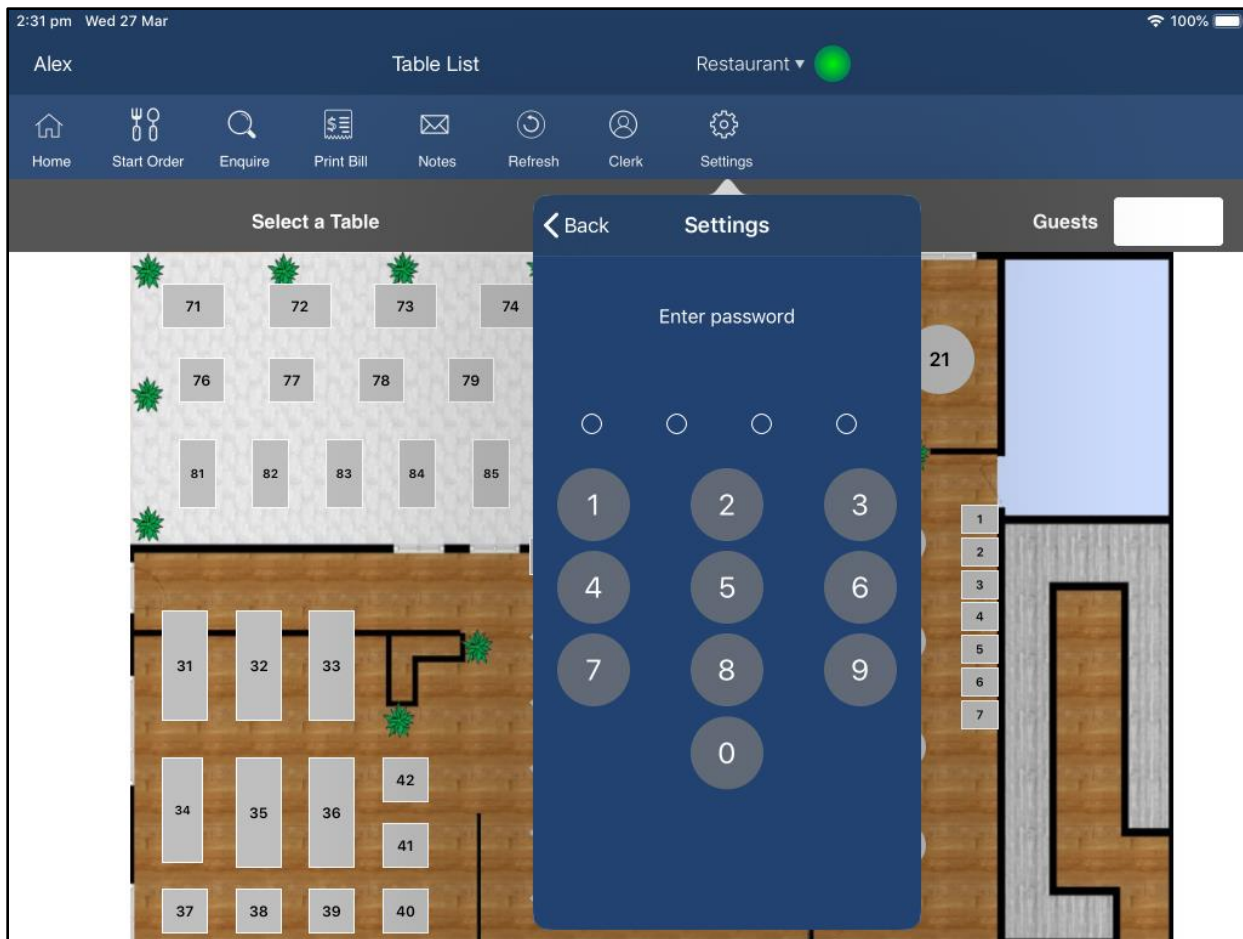 2:31 pm Wed 27 Mar 100%
Alex Table List Restaurant ▾
Home Start Order Enquire Print Bill Notes Refresh Clerk Settings
Select a Table Guests
Back Settings
Enter password
1 2 3
4 5 6
7 8 9
0
71 72 73 74
76 77 78 79
81 82 83 84 85
21
1
2
3
4
5
6
7
31 32 33
42
34 35 36
41
37 38 39 40